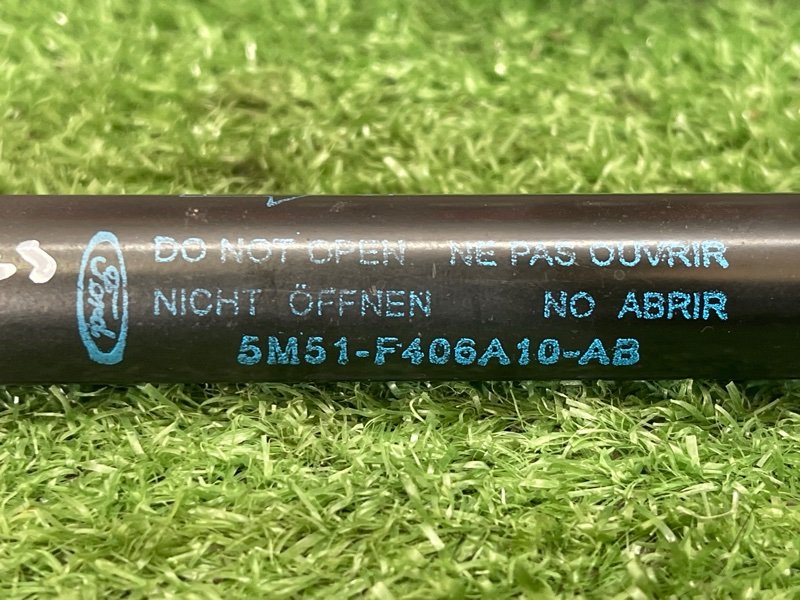 Ford
DO NOT OPEN NE PAS OUVRIR
NICHT ÖFFNEN NO ABRIR
5M51-F406A10-AB